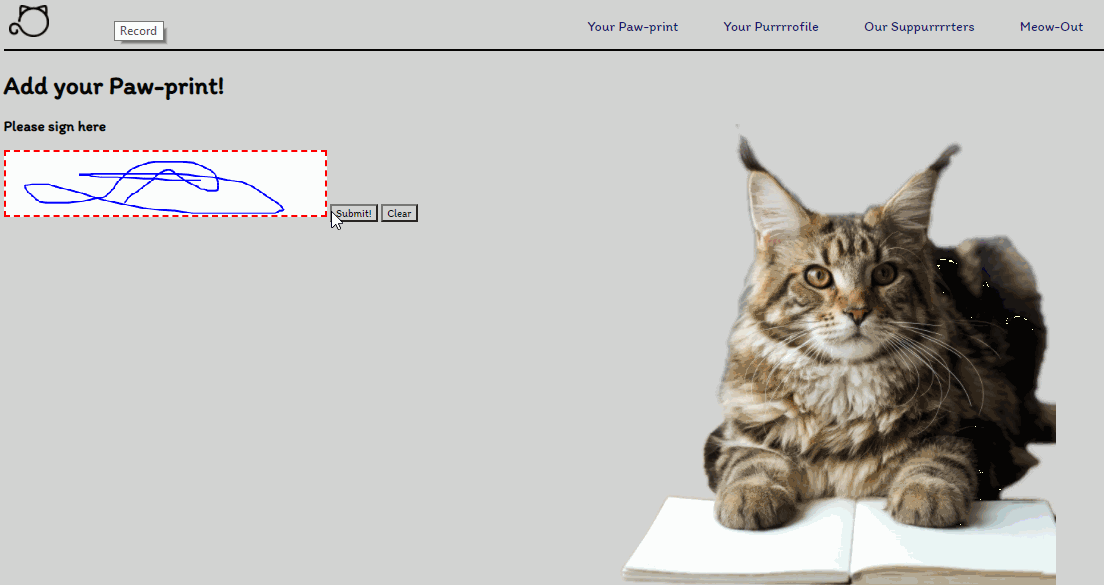 Record
Your Paw-print Your Purrrrofile Our Suppurrrrters Meow-Out
Add your Paw-print!
Please sign here
Submit! Clear